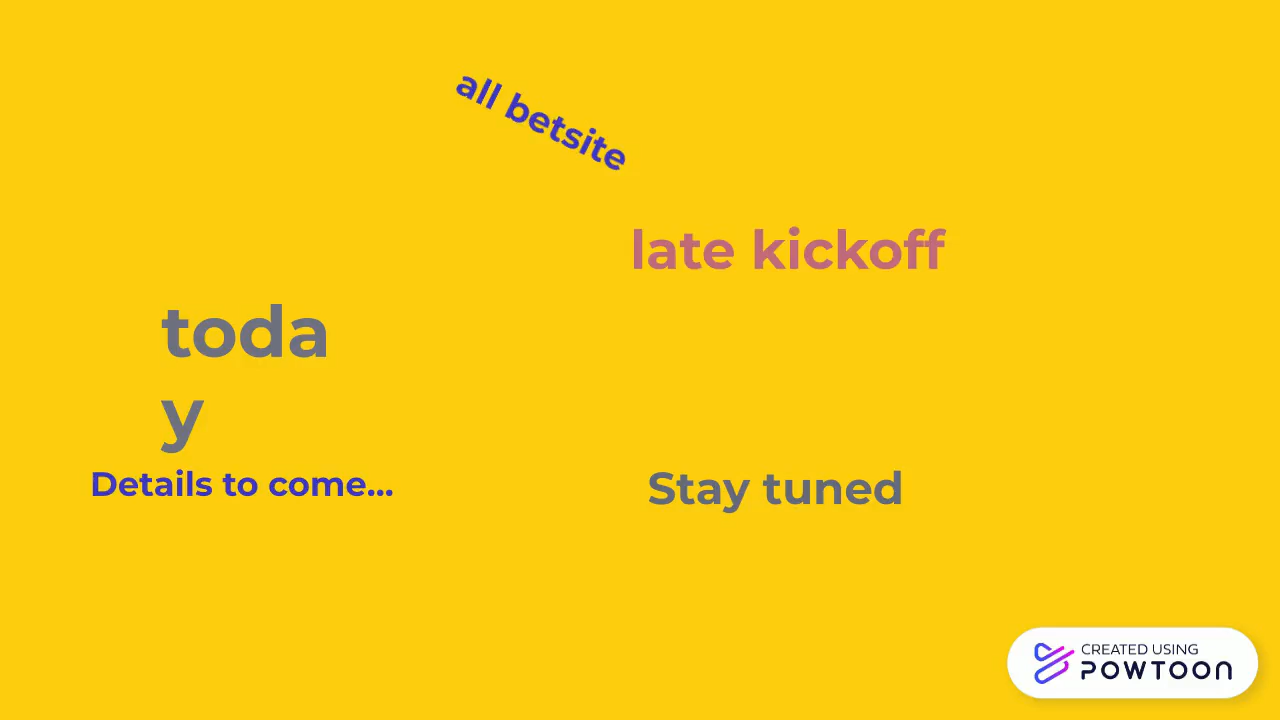 all betsite
late kickoff
toda
y
Details to come...
Stay tuned
CREATED USING
POWTOON